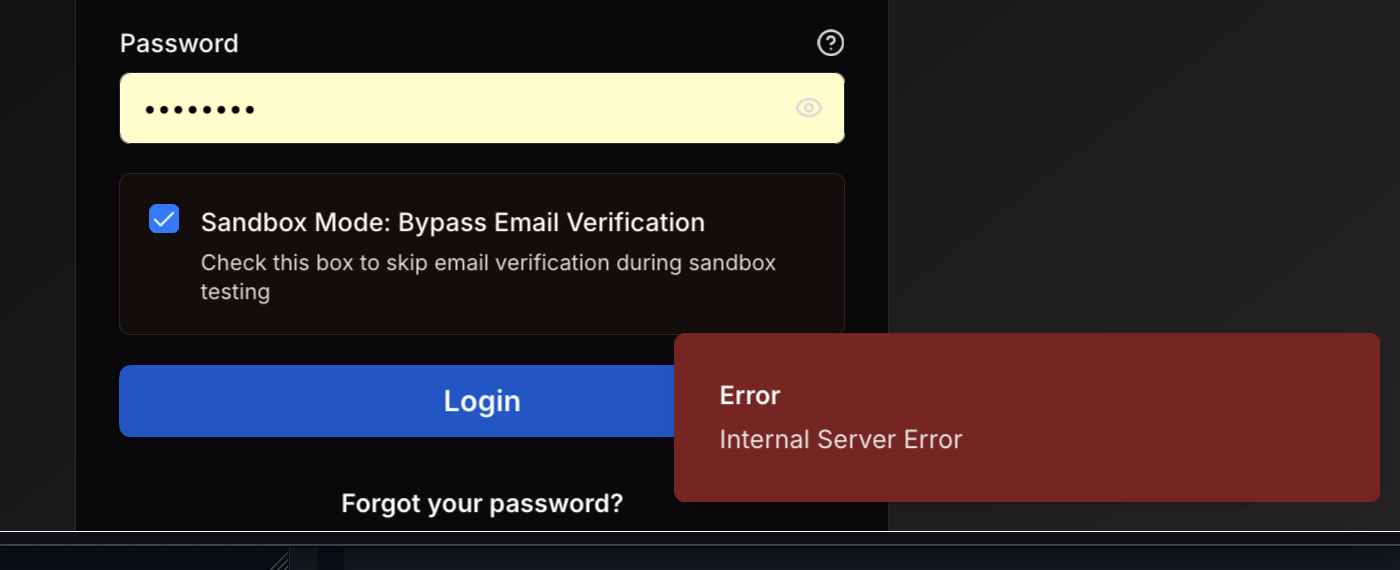 Password
Sandbox Mode: Bypass Email Verification
Check this box to skip email verification during sandbox
testing
Login
Error
Internal Server Error
Forgot your password?